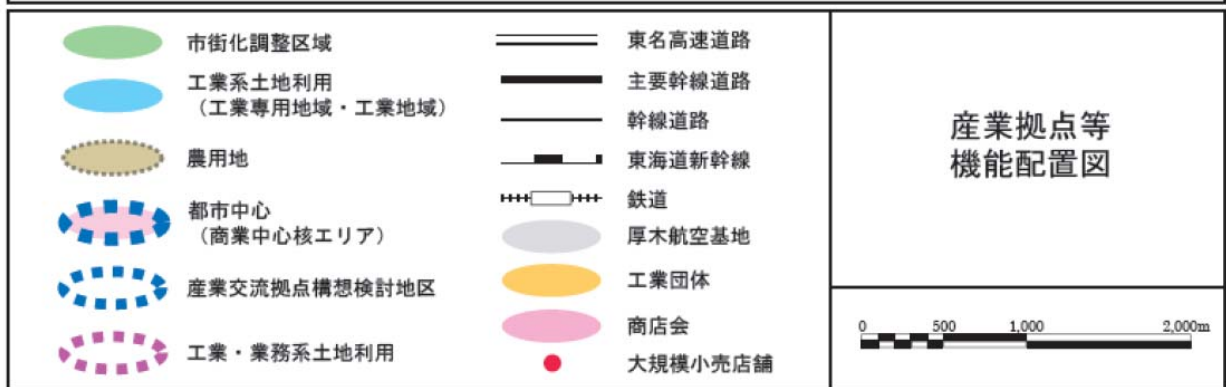 市街化調整区域
工業系土地利用
（工業専用地域・工業地域）
農用地
都市中心
（商業中心核エリア）
産業交流拠点構想検討地区
工業・業務系土地利用
東名高速道路
主要幹線道路
幹線道路
東海道新幹線
鉄道
厚木航空基地
工業団体
商店会
大規模小売店舗
産業拠点等
機能配置図
0 500 1,000 2,000m